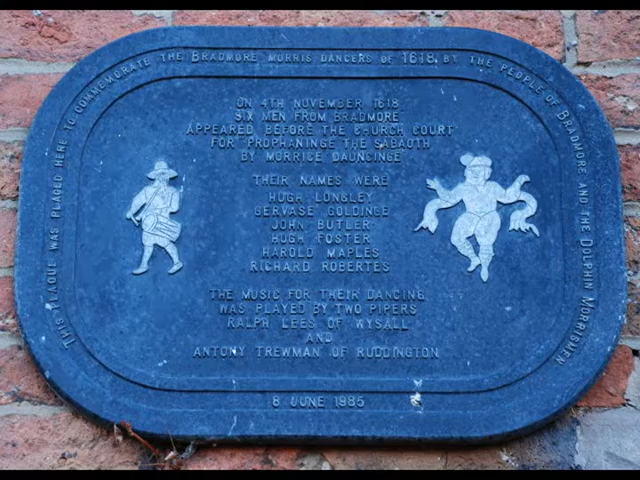 THIS PLAQUE WAS PLACED HERE TO COMMEMORATE THE BRADMORE MORRIS DANCERS OF 1618, BY THE PEOPLE OF BRADMORE AND THE DOLPHIN MORRISMEN
ON 4TH NOVEMBER 1618
SIX MEN FROM BRADMORE
APPEARED BEFORE THE CHURCH COURT
FOR "PROPHANINGE THE SABAOTH
BY MORRICE DAUNCINGE"
THEIR NAMES WERE
HUGH LONGLEY
GERVASE GOLDINGE
JOHN BUTLER
HUGH FOSTER
HAROLD MAPLES
RICHARD ROBERTES
THE MUSIC FOR THEIR DANCING
WAS PLAYED BY TWO PIPERS
RALPH LEES OF WYSALL
AND
ANTONY TREWMAN OF RUDDINGTON
8 JUNE 1985